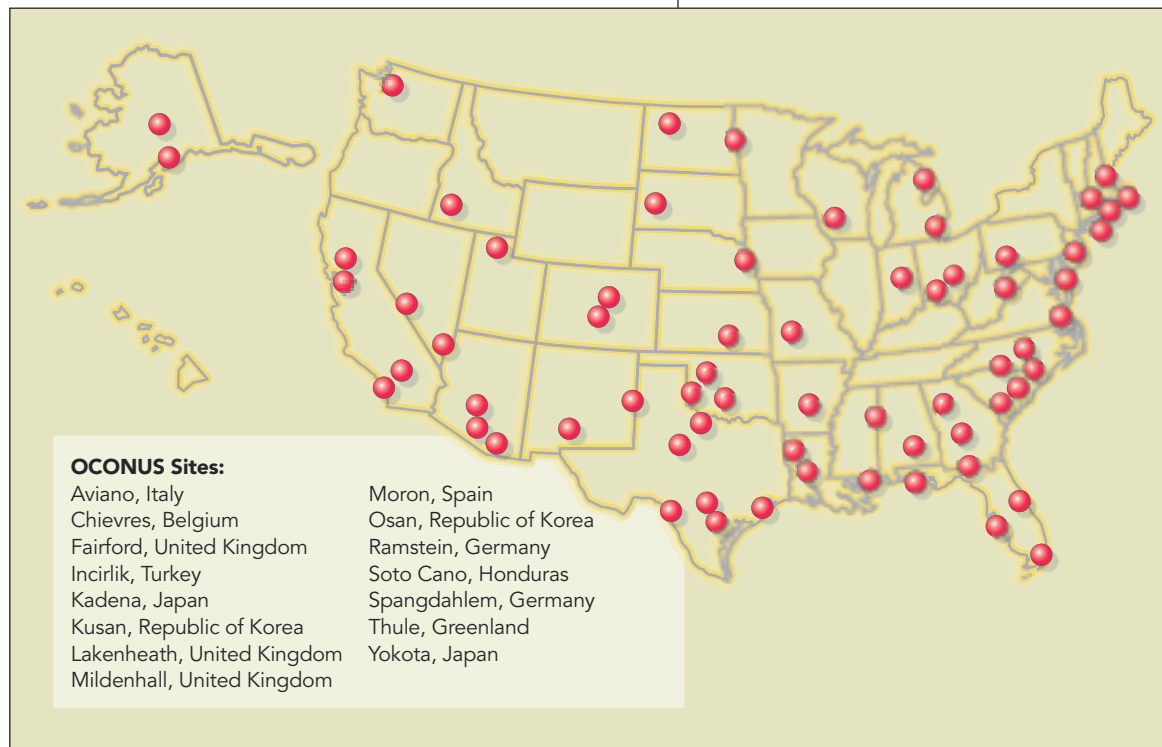 OCONUS Sites:
Aviano, Italy
Chievres, Belgium
Fairford, United Kingdom
Incirlik, Turkey
Kadena, Japan
Kusan, Republic of Korea
Lakenheath, United Kingdom
Mildenhall, United Kingdom
Moron, Spain
Osan, Republic of Korea
Ramstein, Germany
Soto Cano, Honduras
Spangdahlem, Germany
Thule, Greenland
Yokota, Japan